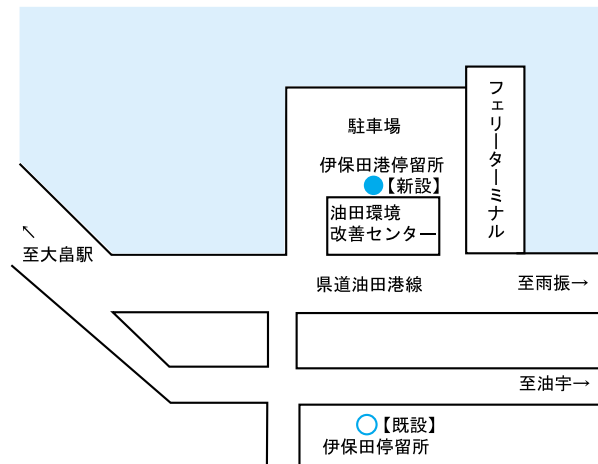 フェリーターミナル
駐車場
伊保田港停留所
【新設】
油田環境
改善センター
↑
至大畠駅
県道油田港線
至雨振→
至油宇→
【既設】
伊保田停留所